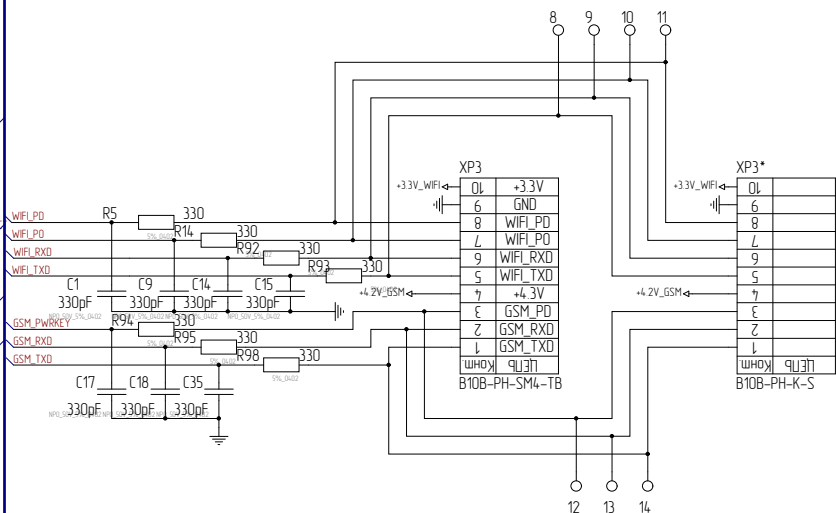 8 9 10 11
XP3
XP3*
+3.3V_WIFI 10 +3.3V
+3.3V_WIFI 10
9 GND
9
WIFI_PD R5 330
8 WIFI_PD
8
WIFI_PO R14 330
7 WIFI_PO
7
WIFI_RXD R92 330
6 WIFI_RXD
6
WIFI_TXD R93 330
5 WIFI_TXD
5
C1 C9 C14 C15
330pF 330pF 330pF 330pF
+4.2V_GSM 4 +4.3V
+4.2V_GSM 4
GSM_PWRKEY R94 330
3 GSM_PD
3
GSM_RXD R95 330
2 GSM_RXD
2
GSM_TXD R98 330
1 GSM_TXD
1
Конт. ЦЕПЬ
Конт. ЦЕПЬ
B10B-PH-SM4-TB
B10B-PH-K-S
5%_0402
C17 C18 C35
330pF 330pF 330pF
12 13 14